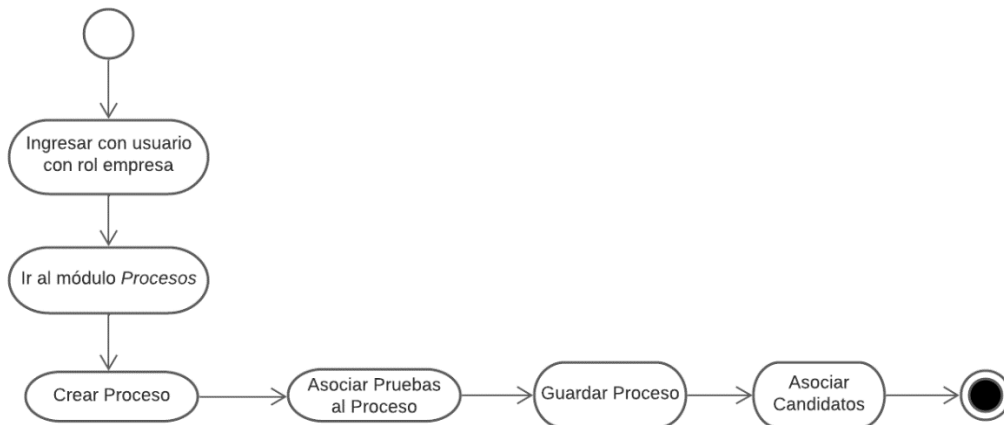 Ingresar con usuario
con rol empresa
Ir al módulo Procesos
Crear Proceso
Asociar Pruebas
al Proceso
Guardar Proceso
Asociar
Candidatos